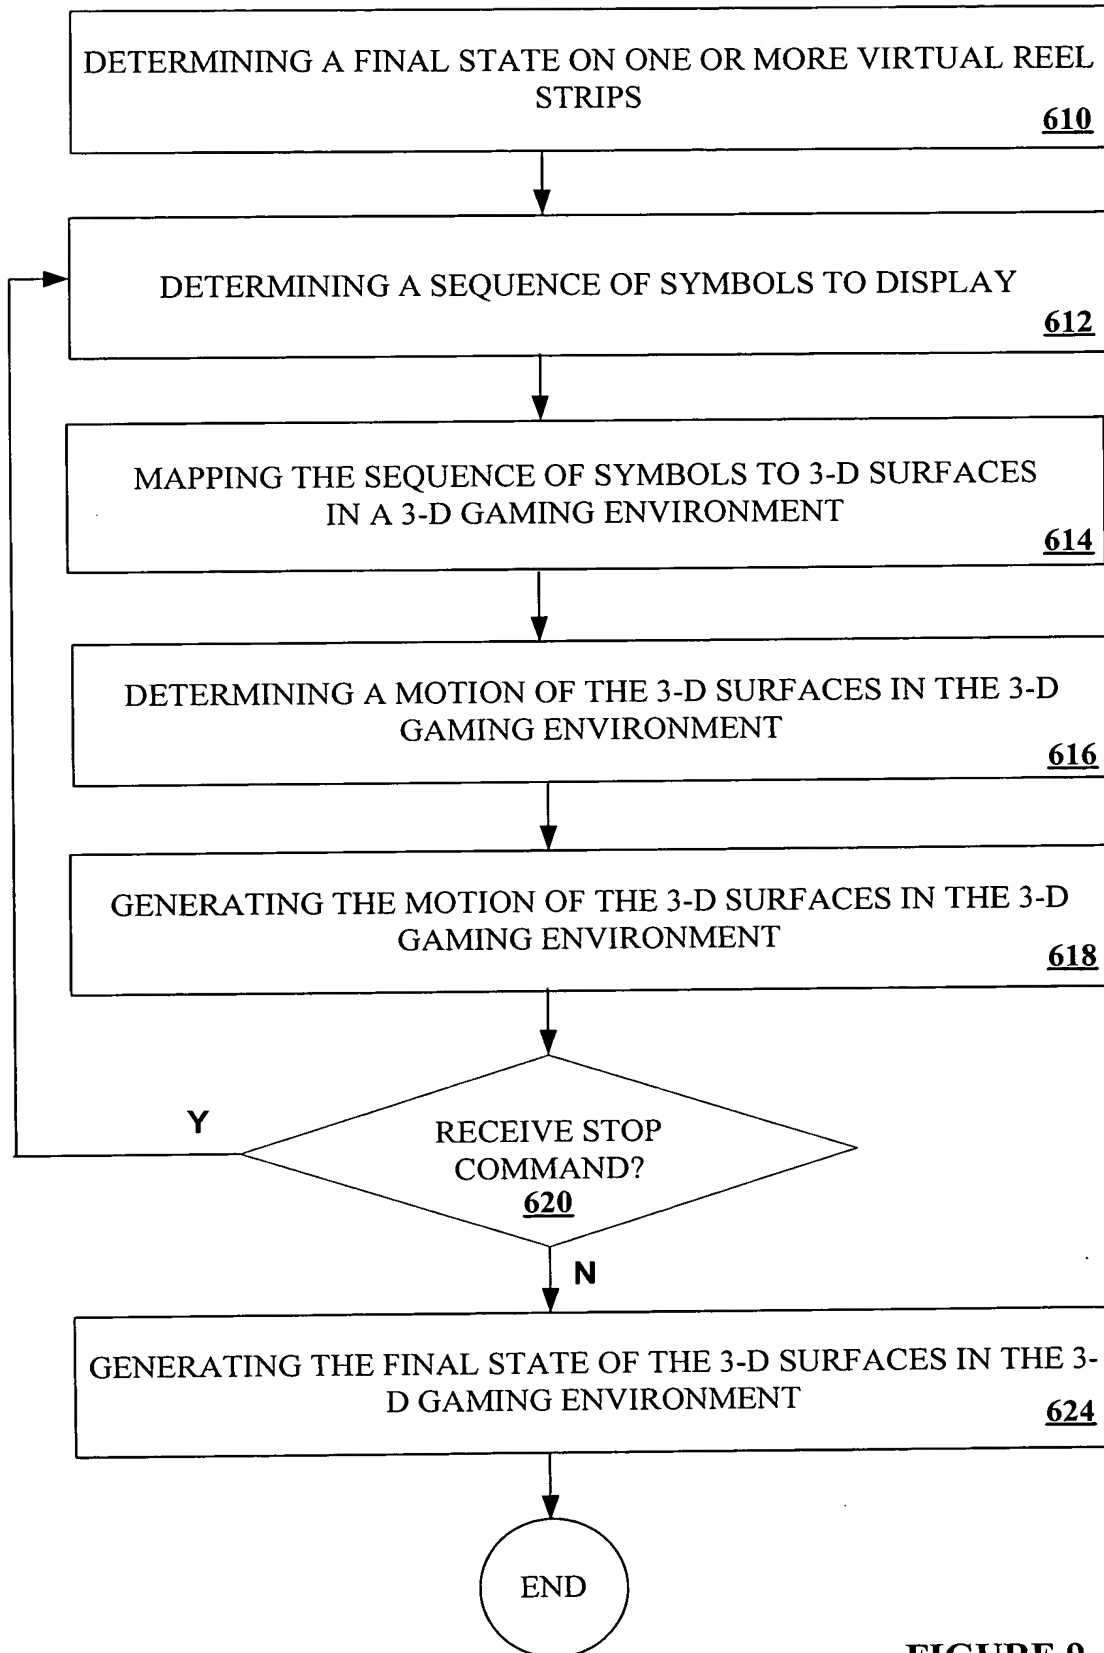 DETERMINING A FINAL STATE ON ONE OR MORE VIRTUAL REEL
STRIPS
610
DETERMINING A SEQUENCE OF SYMBOLS TO DISPLAY
612
MAPPING THE SEQUENCE OF SYMBOLS TO 3-D SURFACES
IN A 3-D GAMING ENVIRONMENT
614
DETERMINING A MOTION OF THE 3-D SURFACES IN THE 3-D
GAMING ENVIRONMENT
616
GENERATING THE MOTION OF THE 3-D SURFACES IN THE 3-D
GAMING ENVIRONMENT
618
Y
RECEIVE STOP
COMMAND?
620
N
GENERATING THE FINAL STATE OF THE 3-D SURFACES IN THE 3-
D GAMING ENVIRONMENT
624
END
FIGURE